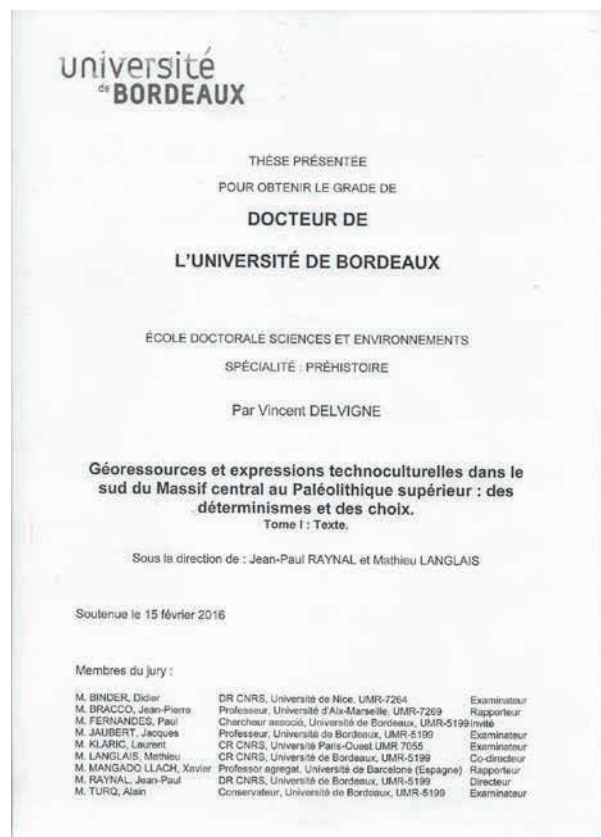 université
de BORDEAUX
THÈSE PRÉSENTÉE
POUR OBTENIR LE GRADE DE
DOCTEUR DE
L'UNIVERSITÉ DE BORDEAUX
ÉCOLE DOCTORALE SCIENCES ET ENVIRONNEMENTS
SPÉCIALITÉ : PRÉHISTOIRE
Par Vincent DELVIGNE
Géoressources et expressions technoculturelles dans le
sud du Massif central au Paléolithique supérieur : des
déterminismes et des choix.
Tome I : Texte.
Sous la direction de : Jean-Paul RAYNAL et Mathieu LANGLAIS
Soutenue le 15 février 2016
Membres du jury :
M. BINDER, Didier DR CNRS, Université de Nice, UMR-7264 Examinateur
M. BRACCO, Jean-Pierre Professeur, Université d'Aix-Marseille, UMR-7269 Rapporteur
M. FERNANDES, Paul Chercheur associé, Université de Bordeaux, UMR-5199 Invité
M. JAUBERT, Jacques Professeur, Université de Bordeaux, UMR-5199 Examinateur
M. KLARIC, Laurent CR CNRS, Université Paris-Ouest UMR 7055 Examinateur
M. LANGLAIS, Mathieu CR CNRS, Université de Bordeaux, UMR-5199 Co-directeur
M. MANGADO LLACH, Xavier Professor agregat, Université de Barcelone (Espagne) Rapporteur
M. RAYNAL, Jean-Paul DR CNRS, Université de Bordeaux, UMR-5199 Directeur
M. TURQ, Alain Conservateur, Université de Bordeaux, UMR-5199 Examinateur